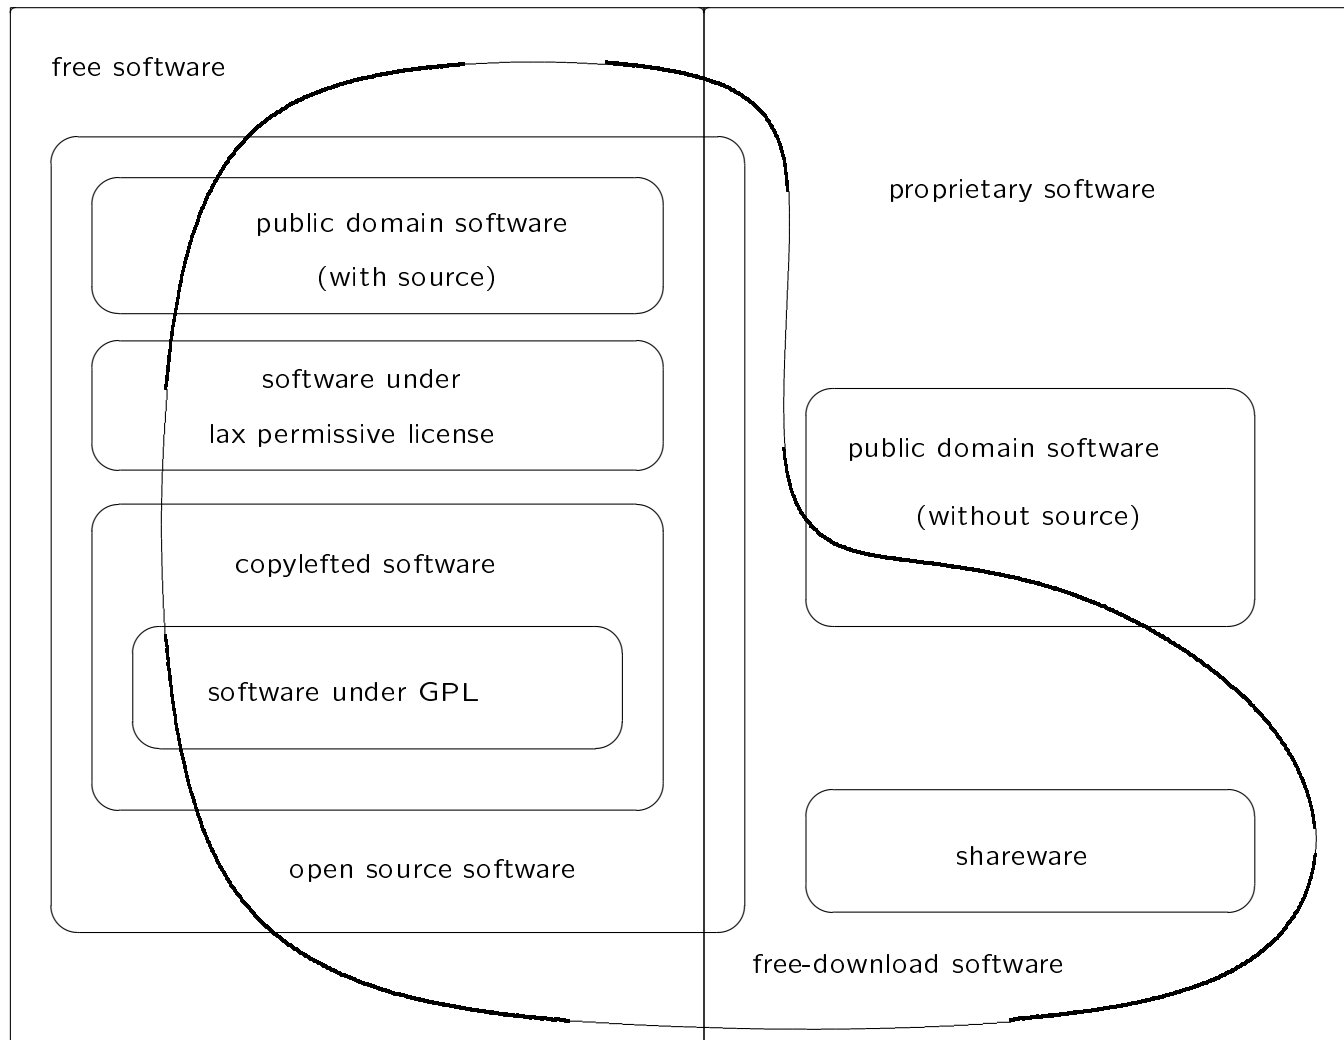 free software
public domain software
(with source)
software under
lax permissive license
copylefted software
software under GPL
open source software
proprietary software
public domain software
(without source)
shareware
free-download software